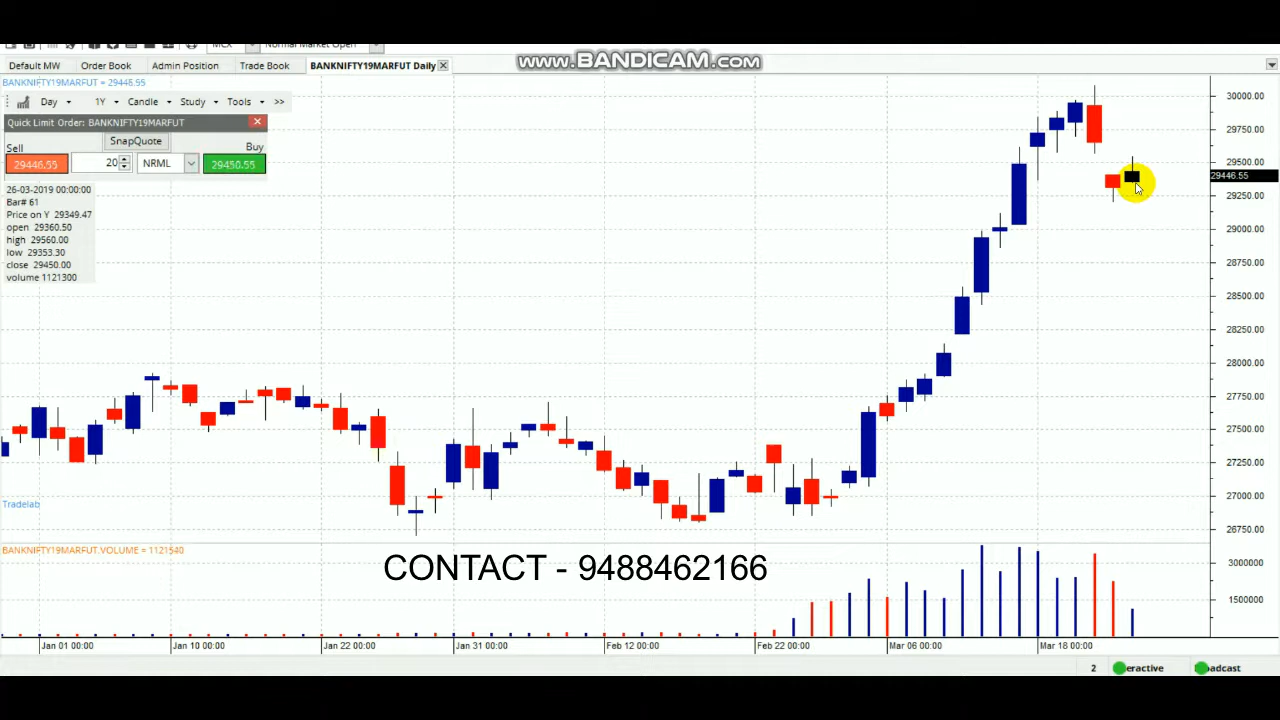 MCX Normal Market Open
www.BANDICAM.com
Default MW Order Book Admin Position Trade Book BANKNIFTY19MARFUT Daily
BANKNIFTY19MARFUT = 29446.55
Day 1Y Candle Study Tools >>
Quick Limit Order: BANKNIFTY19MARFUT
SnapQuote
Sell Buy
29446.55 20 NRML 29450.55
26-03-2019 00:00:00
Bar# 61
Price on Y 29349.47
open 29360.50
high 29560.00
low 29353.30
close 29450.00
volume 1121300
30000.00
29750.00
29500.00
29446.55
29250.00
29000.00
28750.00
28500.00
28250.00
28000.00
27750.00
27500.00
27250.00
27000.00
26750.00
Tradelab
BANKNIFTY19MARFUT.VOLUME = 1121540
CONTACT - 9488462166
3000000
1500000
Jan 01 00:00 Jan 10 00:00 Jan 22 00:00 Jan 31 00:00 Feb 12 00:00 Feb 22 00:00 Mar 06 00:00 Mar 18 00:00
2 eractive adcast